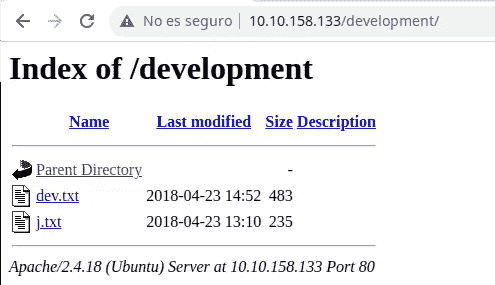 No es seguro 10.10.158.133/development/
Index of /development
Name Last modified Size Description
Parent Directory -
dev.txt 2018-04-23 14:52 483
j.txt 2018-04-23 13:10 235
Apache/2.4.18 (Ubuntu) Server at 10.10.158.133 Port 80